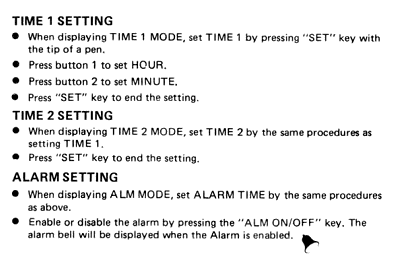 TIME 1 SETTING
● When displaying TIME 1 MODE, set TIME 1 by pressing "SET" key with
the tip of a pen.
● Press button 1 to set HOUR.
● Press button 2 to set MINUTE.
● Press "SET" key to end the setting.
TIME 2 SETTING
● When displaying TIME 2 MODE, set TIME 2 by the same procedures as
setting TIME 1.
● Press "SET" key to end the setting.
ALARM SETTING
● When displaying ALM MODE, set ALARM TIME by the same procedures
as above.
● Enable or disable the alarm by pressing the "ALM ON/OFF" key. The
alarm bell will be displayed when the Alarm is enabled.